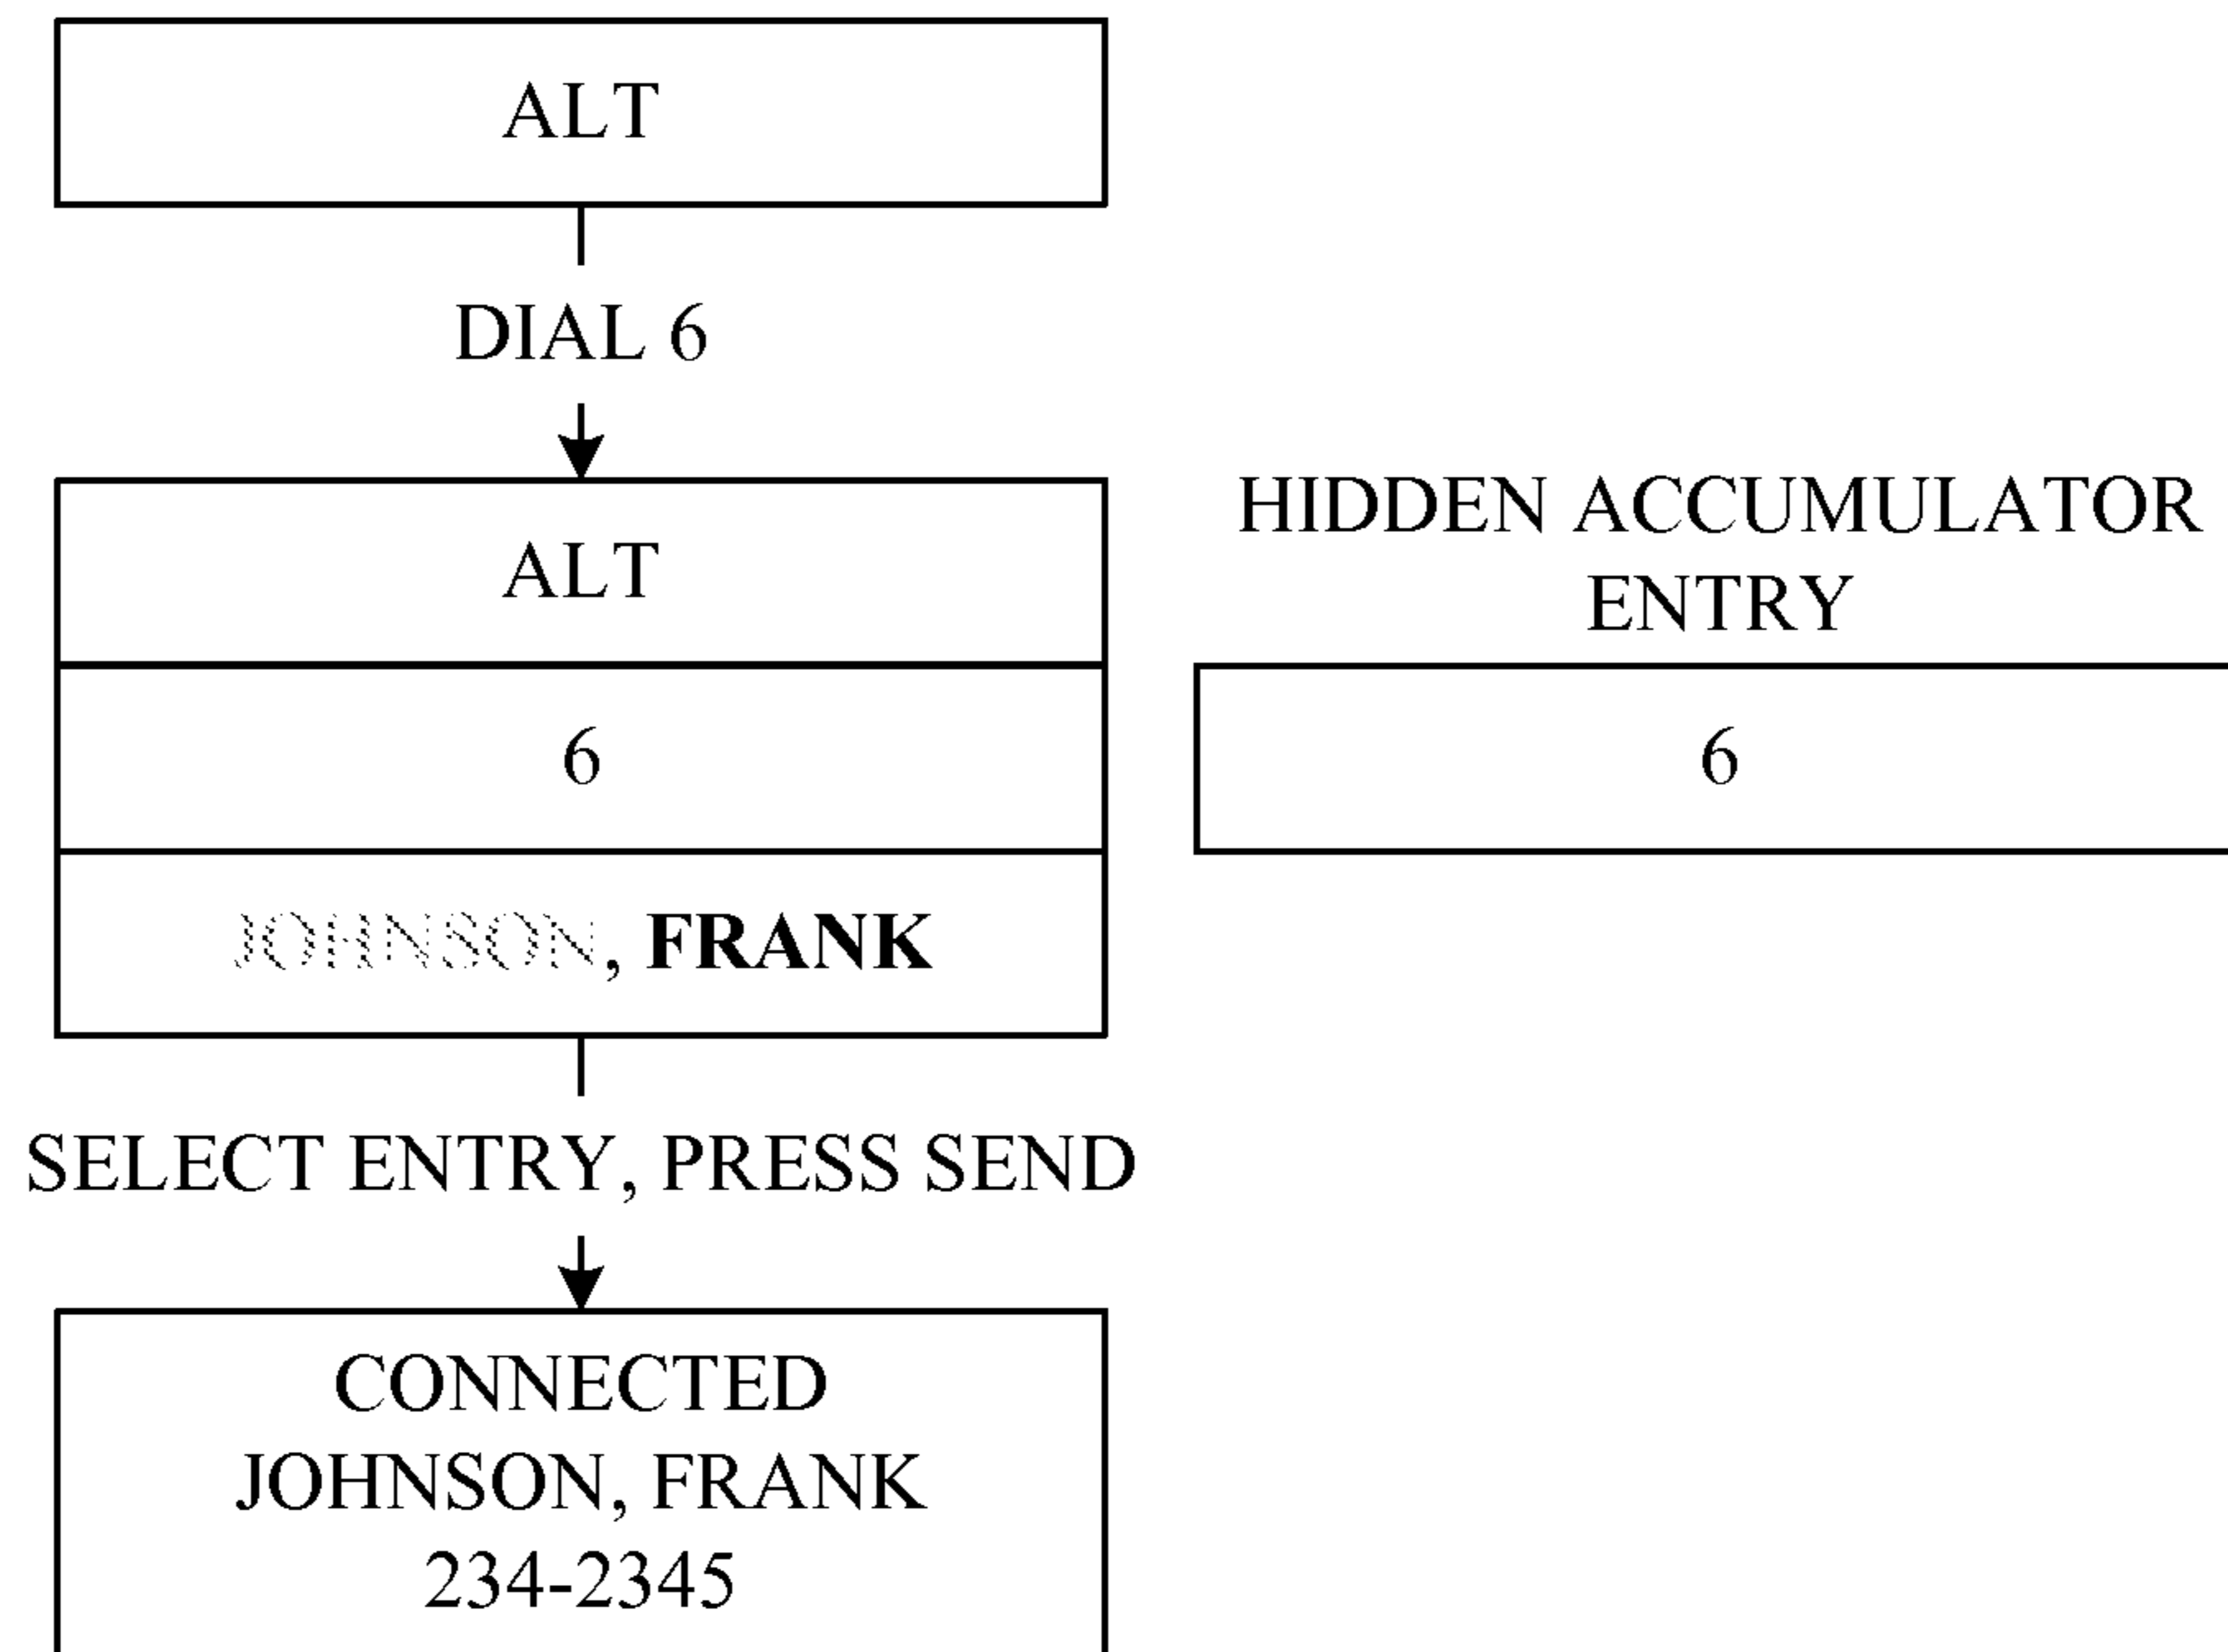 ALT
DIAL 6
ALT
HIDDEN ACCUMULATOR
ENTRY
6
6
JOHNSON, FRANK
SELECT ENTRY, PRESS SEND
CONNECTED
JOHNSON, FRANK
234-2345